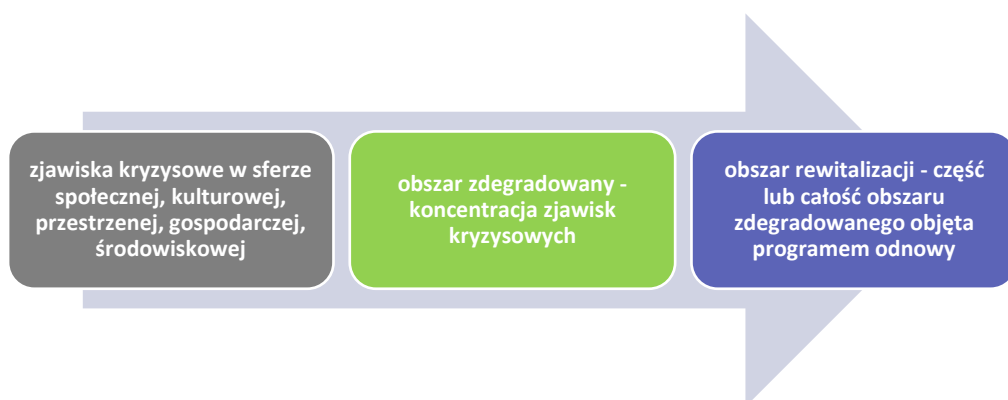 zjawiska kryzysowe w sferze
społecznej, kulturowej,
przestrzenej, gospodarczej,
środowiskowej
obszar zdegradowany -
koncentracja zjawisk
kryzysowych
obszar rewitalizacji - część
lub całość obszaru
zdegradowanego objęta
programem odnowy